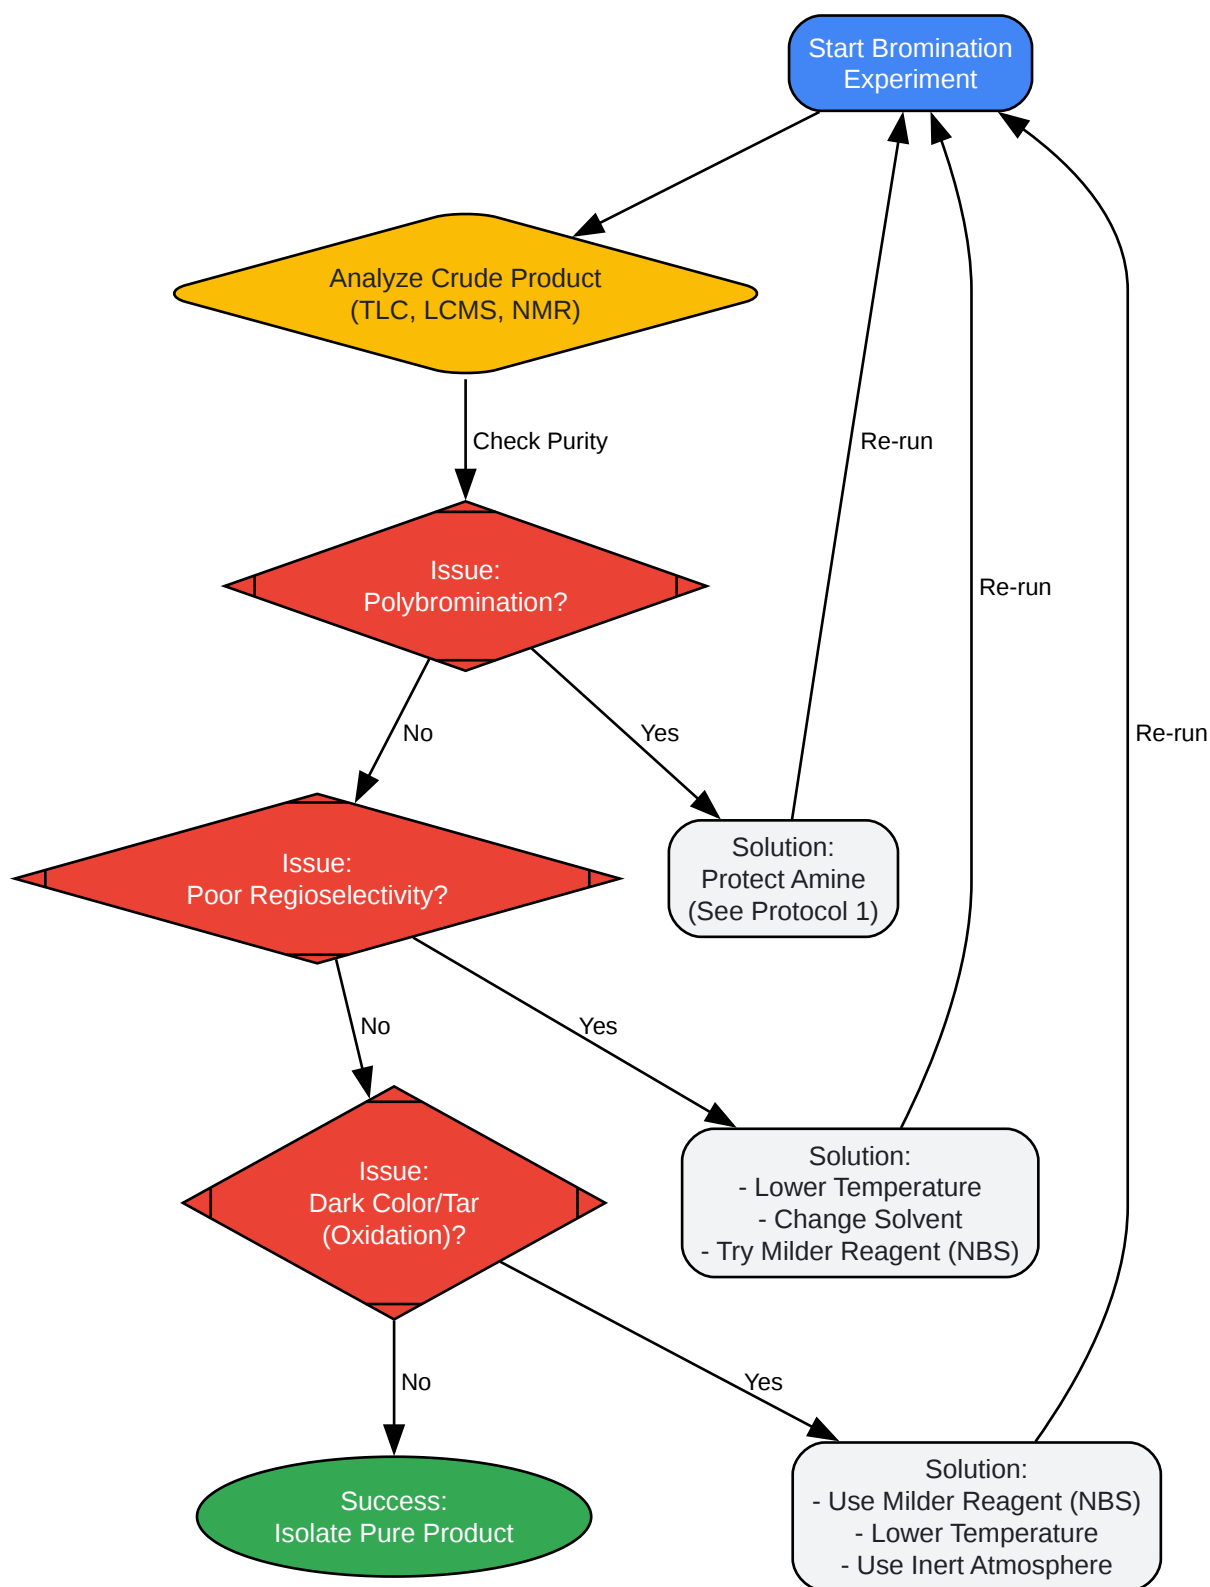 Start Bromination
Experiment
Analyze Crude Product
(TLC, LCMS, NMR)
Check Purity
Re-run
Issue:
Polybromination?
Re-run
No
Yes
Re-run
Issue:
Poor Regioselectivity?
Solution:
Protect Amine
(See Protocol 1)
No
Yes
Issue:
Dark Color/Tar
(Oxidation)?
Solution:
- Lower Temperature
- Change Solvent
- Try Milder Reagent (NBS)
No
Yes
Success:
Isolate Pure Product
Solution:
- Use Milder Reagent (NBS)
- Lower Temperature
- Use Inert Atmosphere